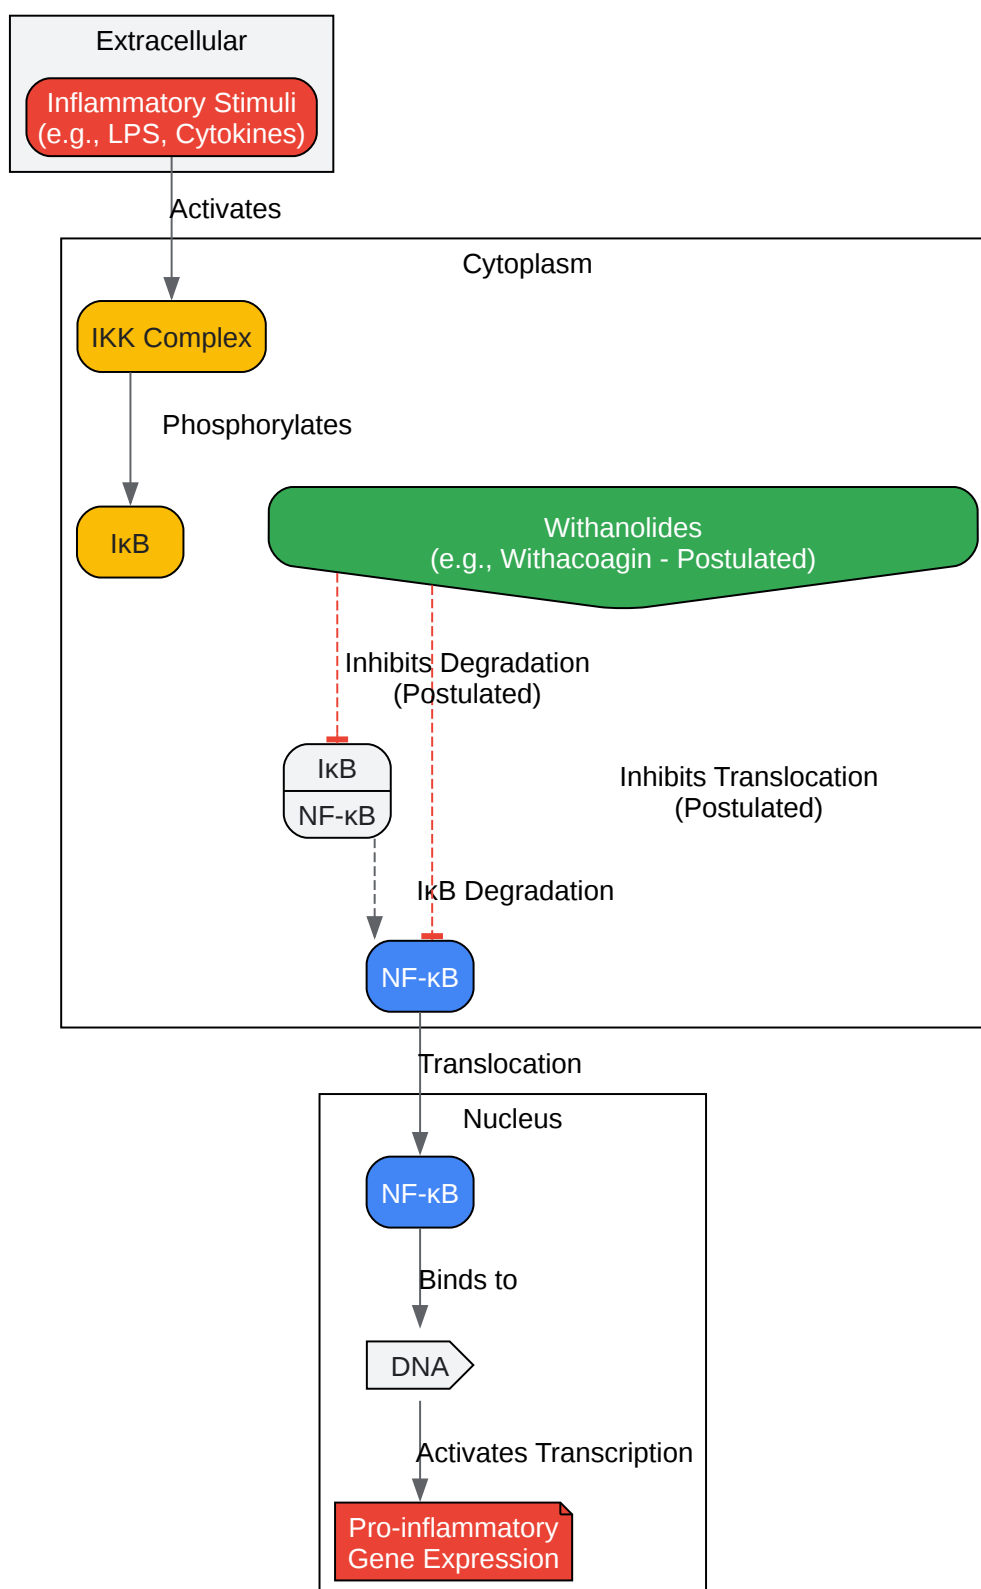 Extracellular
Inflammatory Stimuli
(e.g., LPS, Cytokines)
Activates
Cytoplasm
IKK Complex
Phosphorylates
IκB
Withanolides
(e.g., Withacoagin - Postulated)
Inhibits Degradation
(Postulated)
IκB
NF-κB
Inhibits Translocation
(Postulated)
IκB Degradation
NF-κB
Translocation
Nucleus
NF-κB
Binds to
DNA
Activates Transcription
Pro-inflammatory
Gene Expression